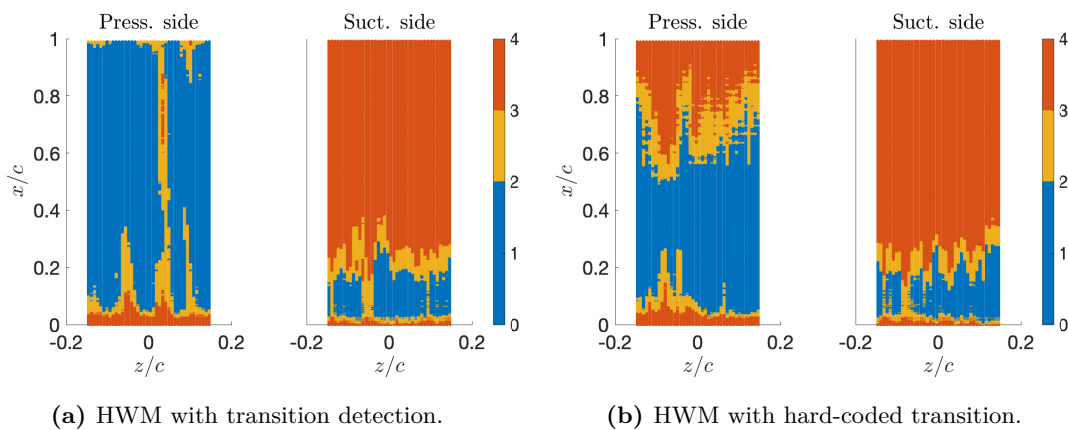 Press. side Suct. side Press. side Suct. side
1 4 1 4
0.8 0.8
3 3
0.6 0.6
x/c 2 x/c 2
0.4 0.4
1 1
0.2 0.2
0 0 0 0
-0.2 0 0.2 -0.2 0 0.2 -0.2 0 0.2 -0.2 0 0.2
z/c z/c z/c z/c
(a) HWM with transition detection. (b) HWM with hard-coded transition.